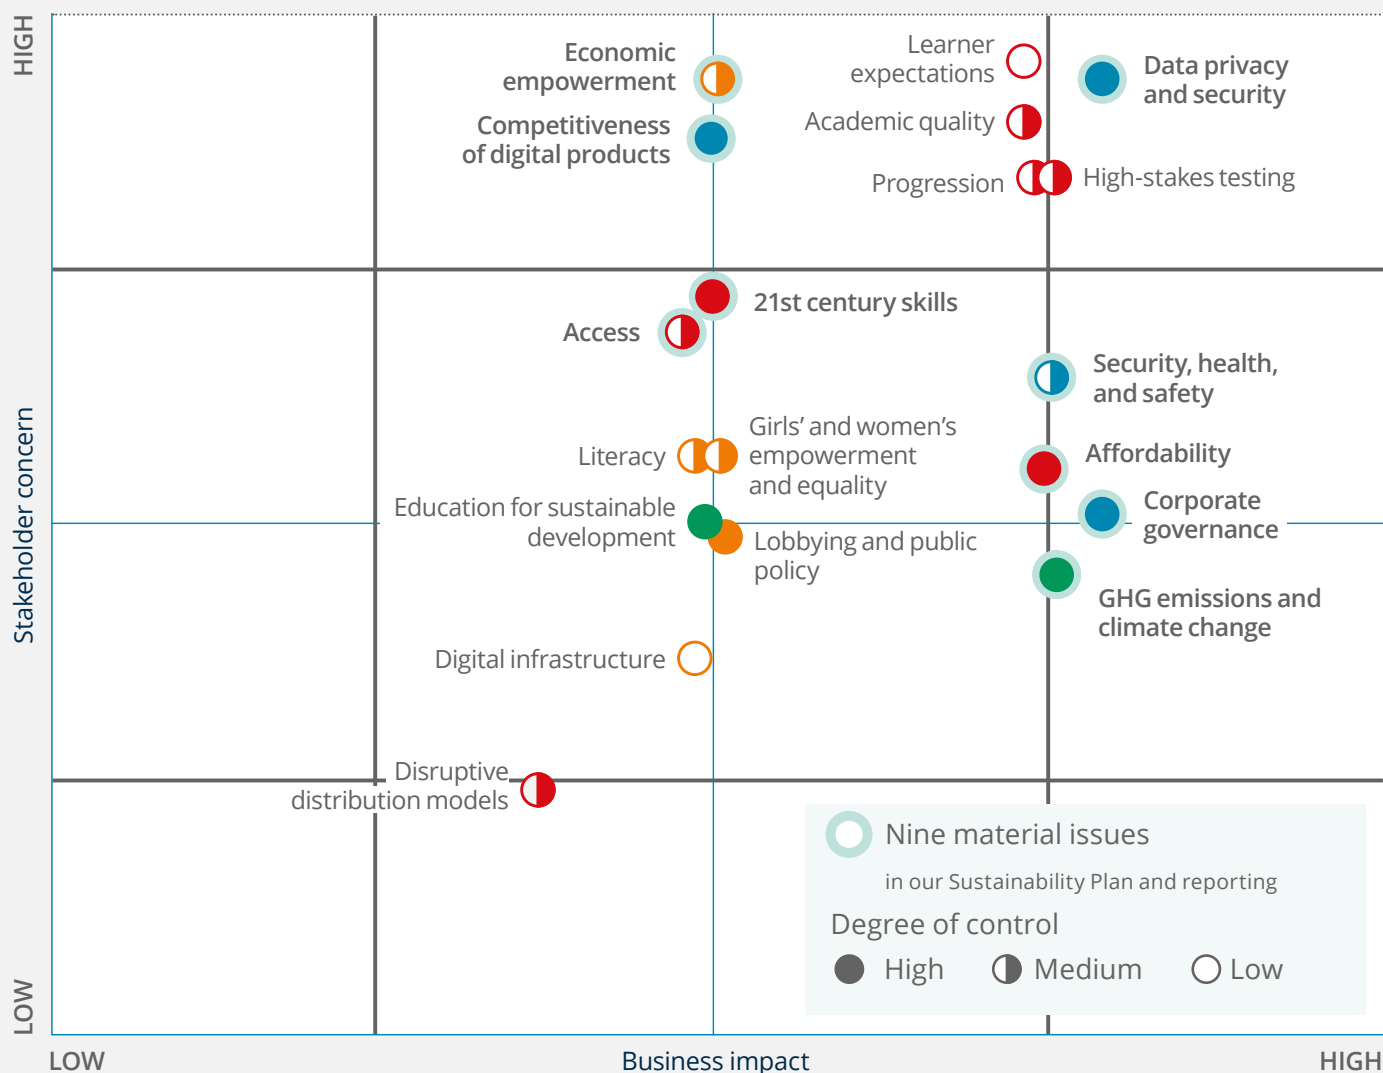 HIGH
Economic
empowerment
Competitiveness
of digital products
Learner
expectations
Data privacy
and security
Academic quality
Progression
High-stakes testing
21st century skills
Access
Security, health,
and safety
Literacy
Girls’ and women’s
empowerment
and equality
Affordability
Education for sustainable
development
Corporate
governance
Lobbying and public
policy
GHG emissions and
climate change
Stakeholder concern
Digital infrastructure
Disruptive
distribution models
Nine material issues
in our Sustainability Plan and reporting
Degree of control
High
Medium
Low
LOW
LOW
Business impact
HIGH